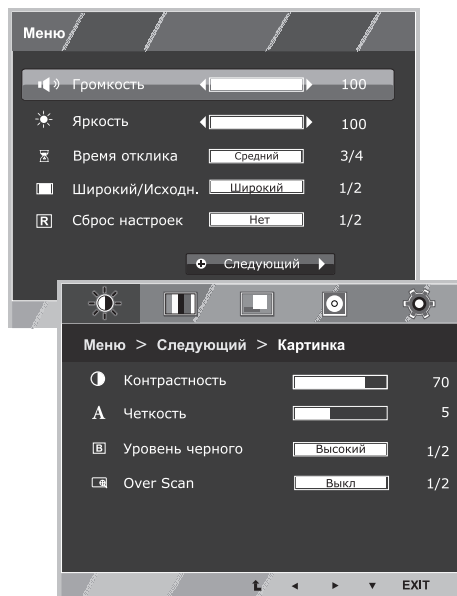 Меню
Громкость 100
Яркость 100
Время отклика Средний 3/4
Широкий/Исходн. Широкий 1/2
R Сброс настроек Нет 1/2
Следующий
Меню > Следующий > Картинка
Контрастность 70
A Четкость 5
B Уровень черного Высокий 1/2
Over Scan Выкл 1/2
EXIT